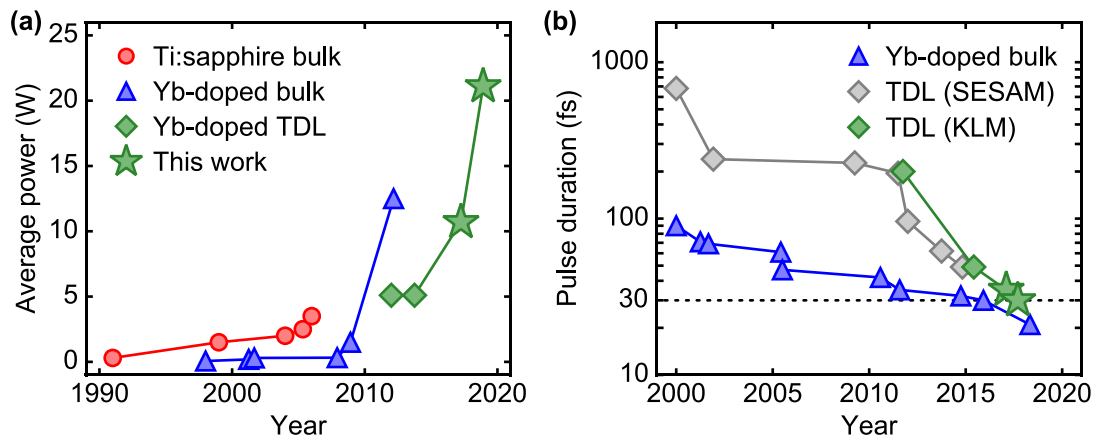 (a)
Average power (W)
25
20
15
10
5
0
Ti:sapphire bulk
Yb-doped bulk
Yb-doped TDL
This work
1990
2000
2010
2020
Year
(b)
Pulse duration (fs)
1000
100
30
10
Yb-doped bulk
TDL (SESAM)
TDL (KLM)
2000
2005
2010
2015
2020
Year